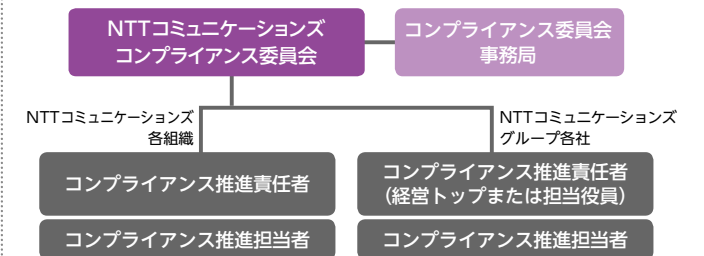 NTTコミュニケーションズ
コンプライアンス委員会
コンプライアンス委員会
事務局
NTTコミュニケーションズ
各組織
NTTコミュニケーションズ
グループ各社
コンプライアンス推進責任者
コンプライアンス推進責任者
(経営トップまたは担当役員)
コンプライアンス推進担当者
コンプライアンス推進担当者